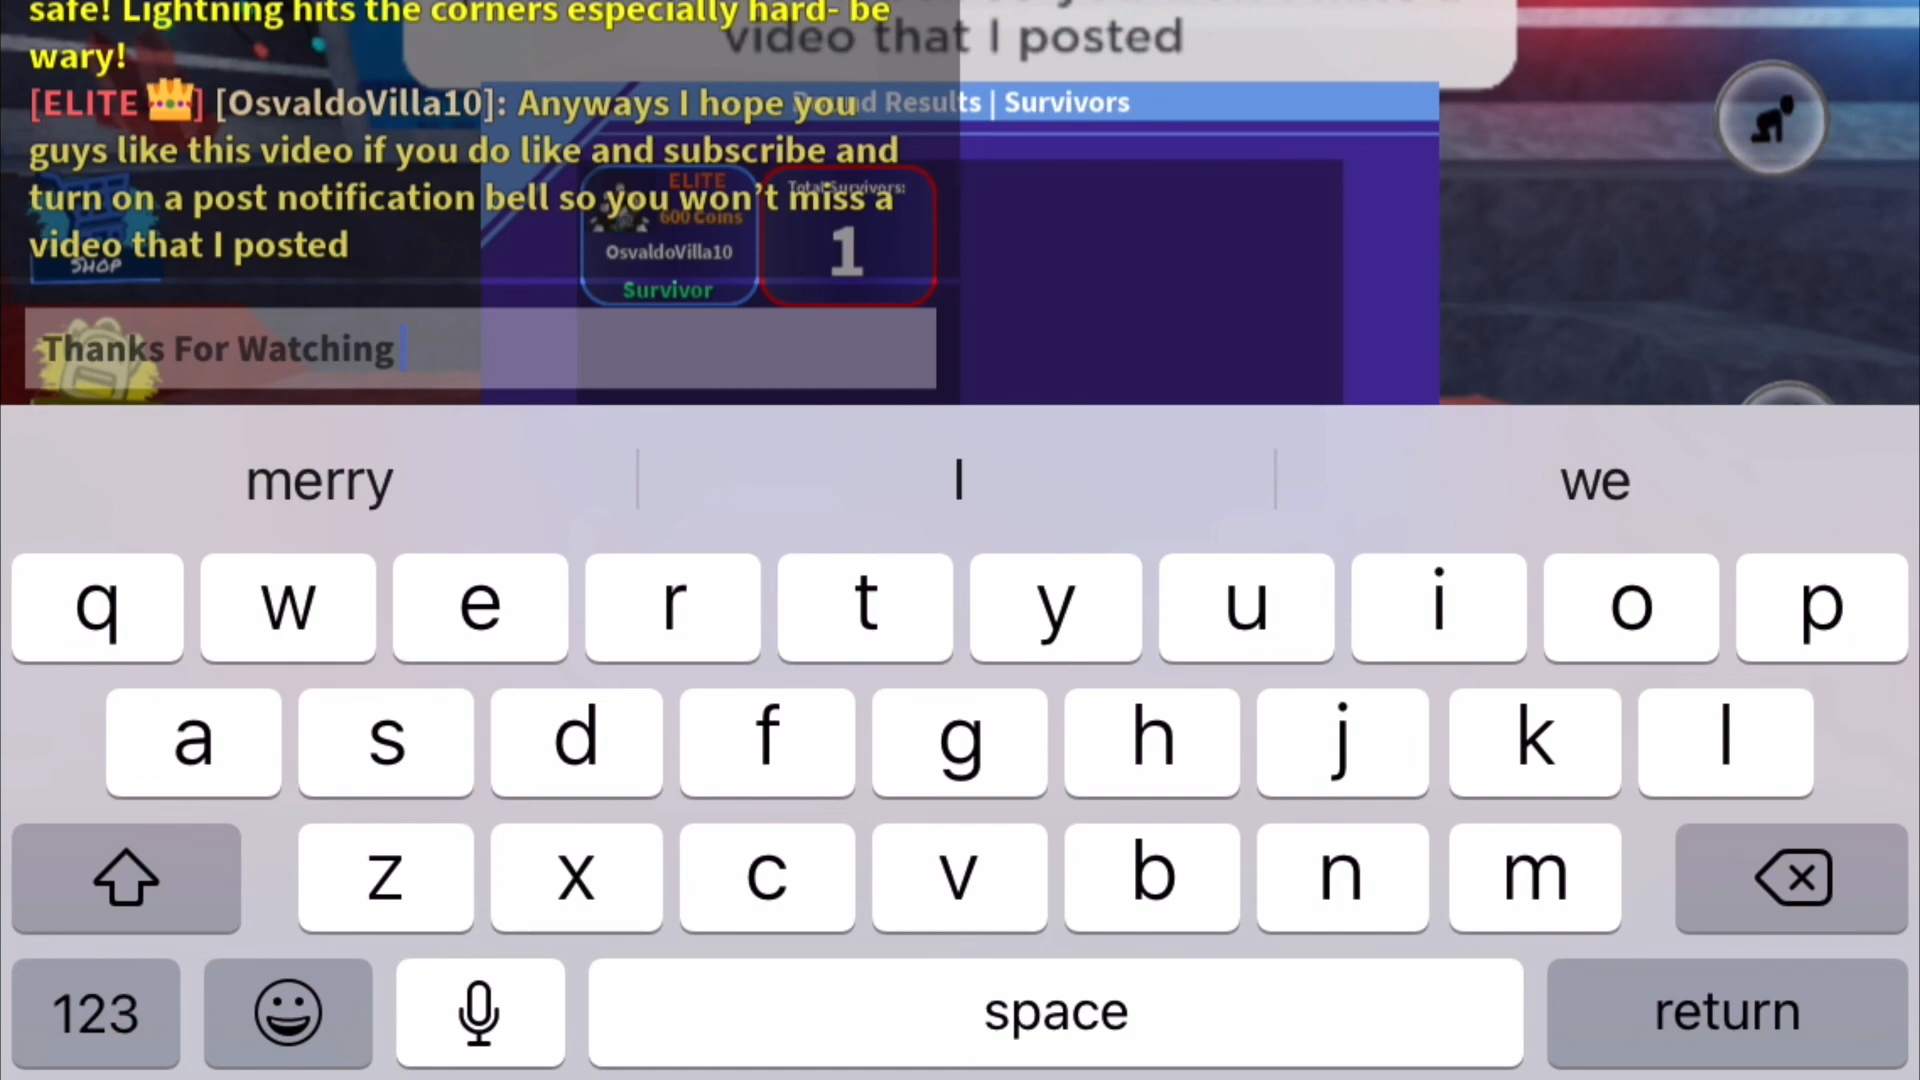 safe! Lightning hits the corners especially hard- be
wary!
[ELITE 👑] [OsvaldoVilla10]: Anyways I hope you
guys like this video if you do like and subscribe and
turn on a post notification bell so you won't miss a
video that I posted
video that I posted
Round Results | Survivors
ELITE
600 Coins
OsvaldoVilla10
Survivor
Total Survivors:
1
SHOP
Thanks For Watching
merry I we
q w e r t y u i o p
a s d f g h j k l
z x c v b n m
123 space return